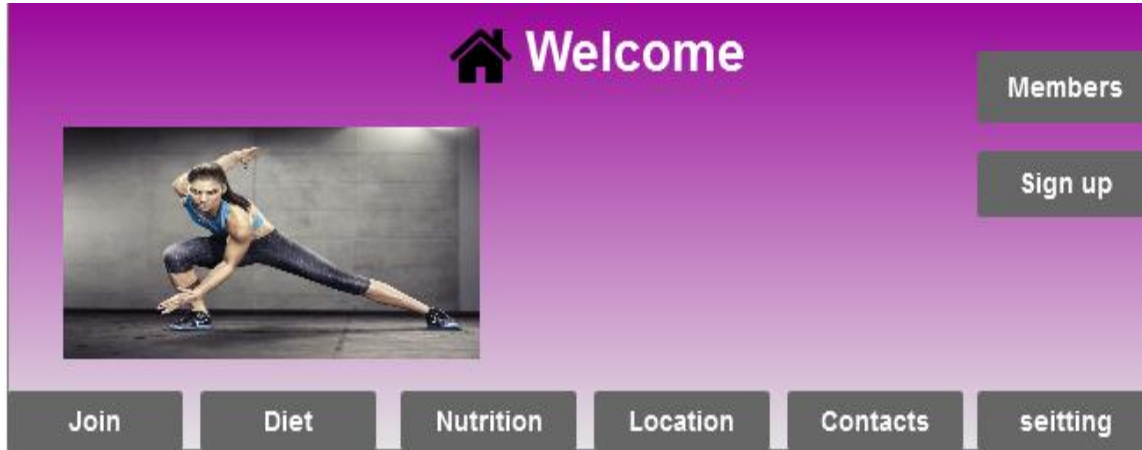 Welcome
Members
Sign up
Join Diet Nutrition Location Contacts seitting